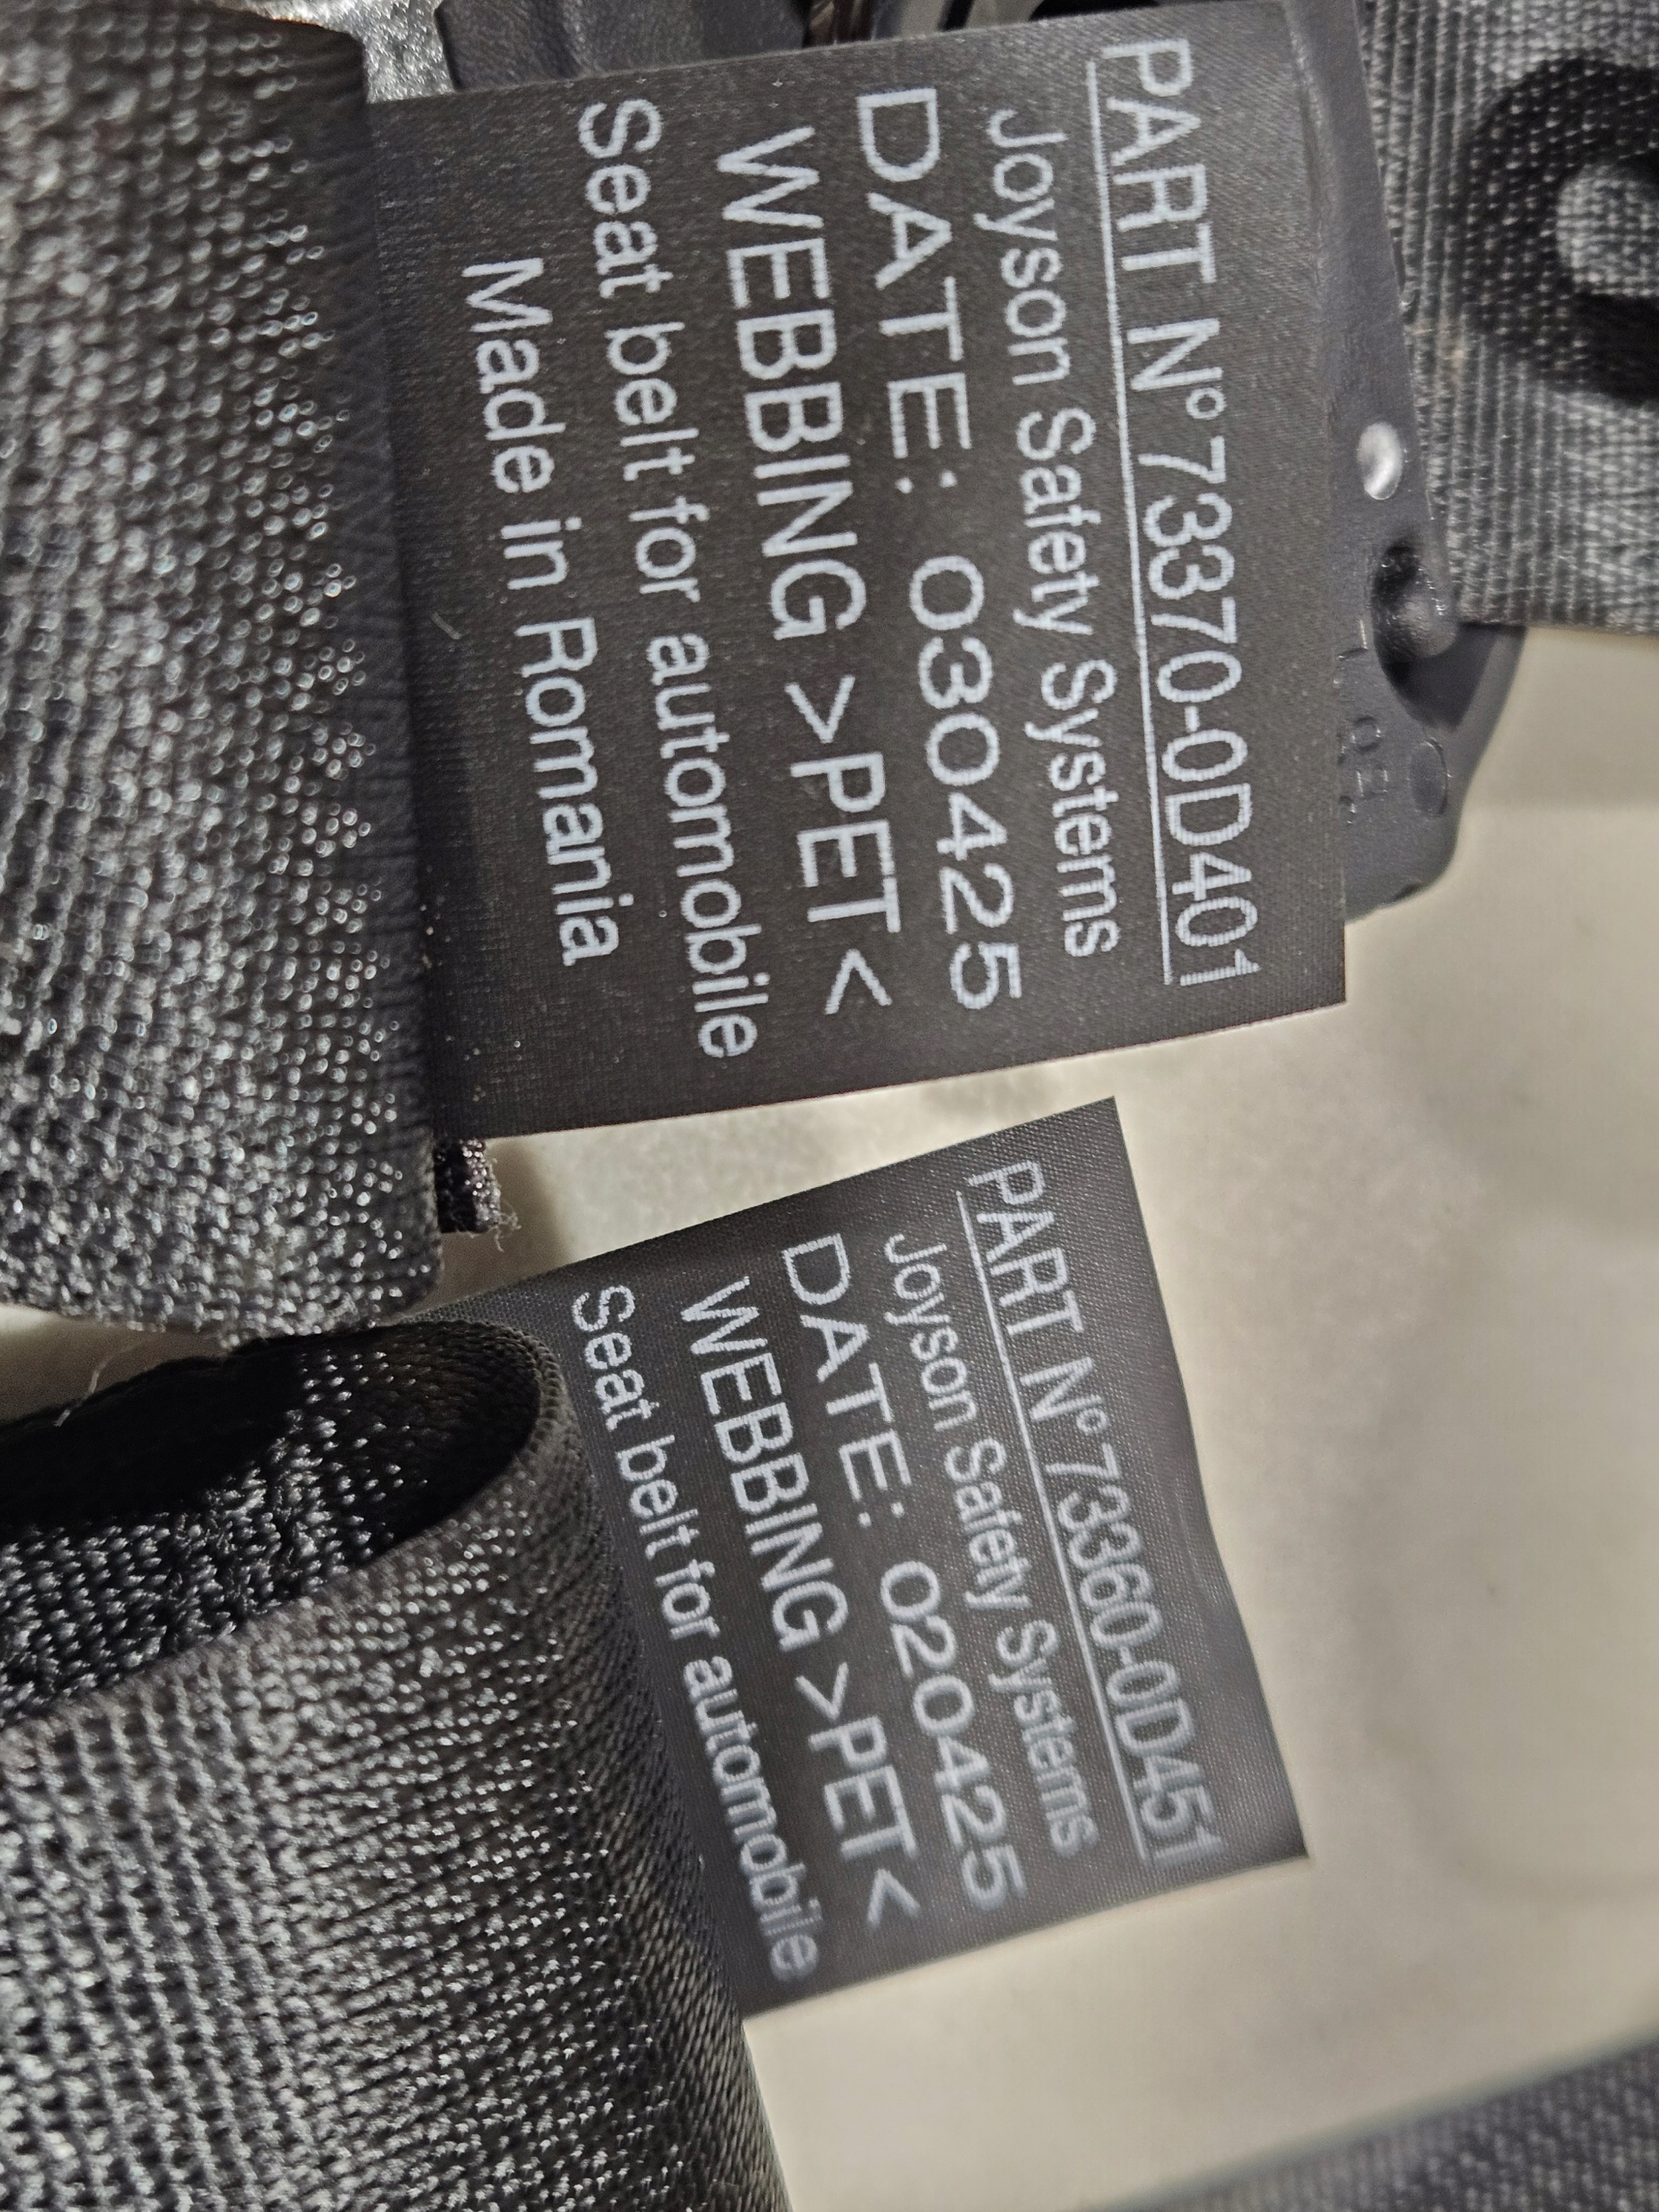 PART N° 73370-0D401
Joyson Safety Systems
DATE: 030425
WEBBING >PET<
Seat belt for automobile
Made in Romania
PART N° 73360-0D451
Joyson Safety Systems
DATE: 020425
WEBBING >PET<
Seat belt for automobile